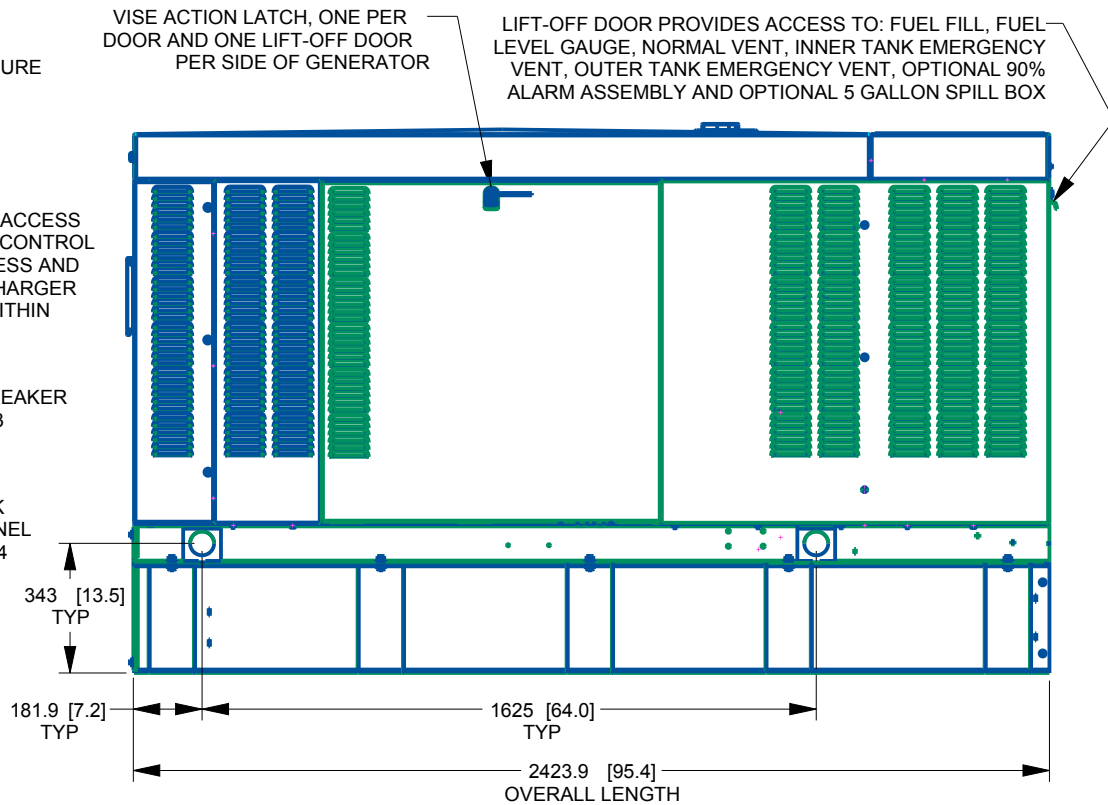 VISE ACTION LATCH, ONE PER
DOOR AND ONE LIFT-OFF DOOR
PER SIDE OF GENERATOR
LIFT-OFF DOOR PROVIDES ACCESS TO: FUEL FILL, FUEL
LEVEL GAUGE, NORMAL VENT, INNER TANK EMERGENCY
VENT, OUTER TANK EMERGENCY VENT, OPTIONAL 90%
ALARM ASSEMBLY AND OPTIONAL 5 GALLON SPILL BOX
URE
ACCESS
CONTROL
ESS AND
HARGER
ITHIN
EAKER
NEL
4
343 [13.5]
TYP
181.9 [7.2]
TYP
1625 [64.0]
TYP
2423.9 [95.4]
OVERALL LENGTH